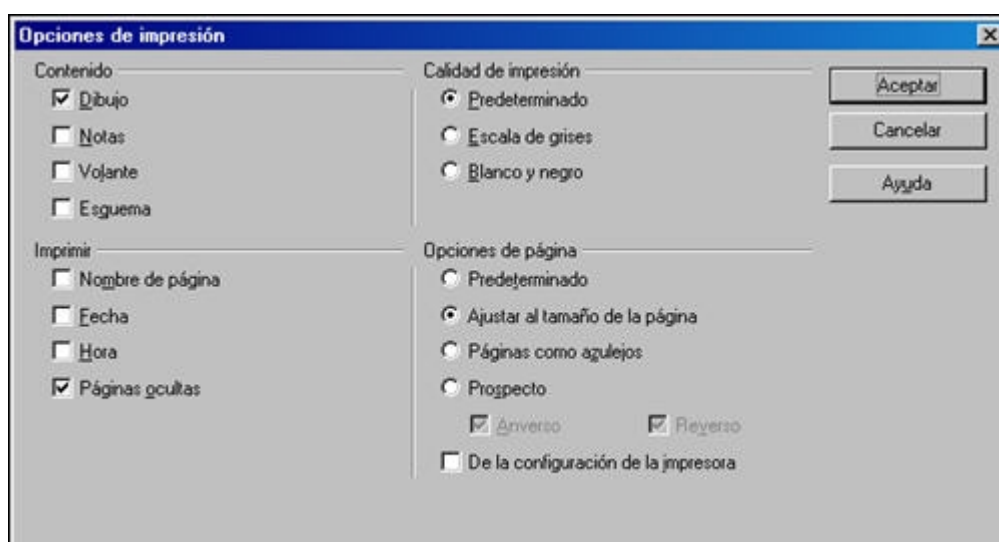 Opciones de impresión
Contenido
Dibujo
Notas
Volante
Esquema
Calidad de impresión
Predeterminado
Escala de grises
Blanco y negro
Aceptar
Cancelar
Ayuda
Imprimir
Nombre de página
Fecha
Hora
Páginas ocultas
Opciones de página
Predeterminado
Ajustar al tamaño de la página
Páginas como azulejos
Prospecto
Anverso Reverso
De la configuración de la impresora